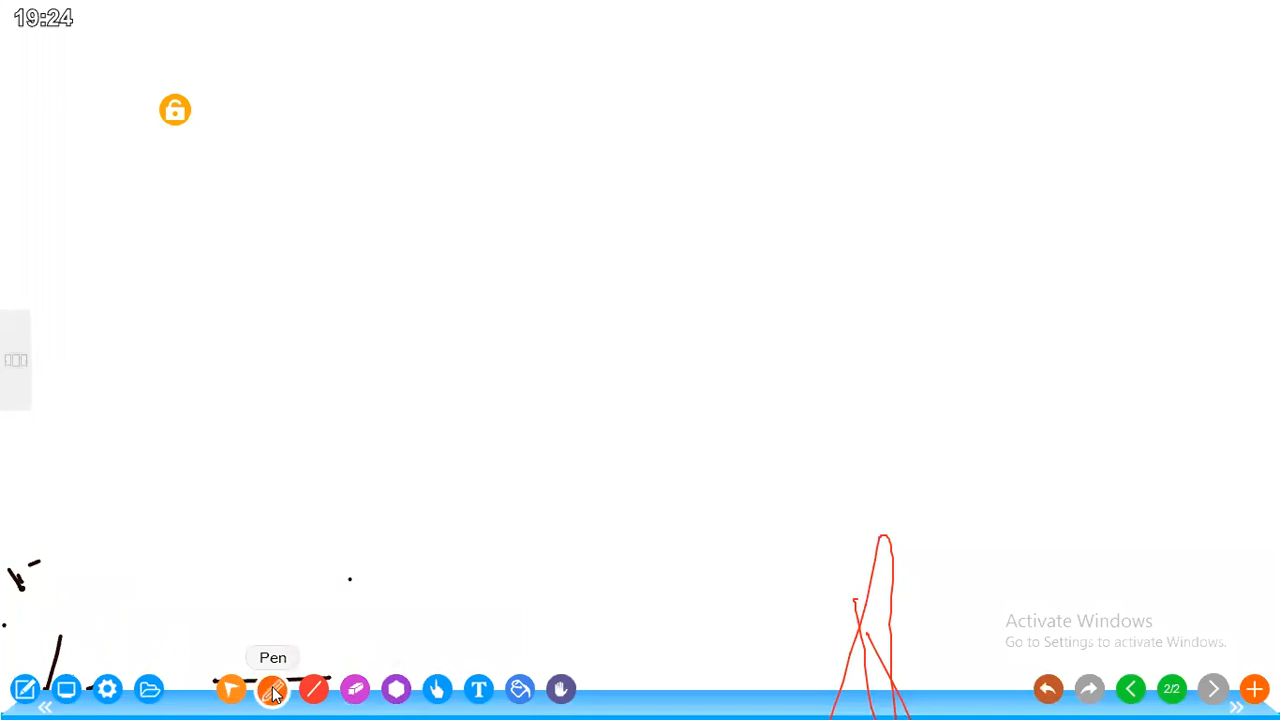 19:24
Activate Windows
Go to Settings to activate Windows.
Pen
T
2/2